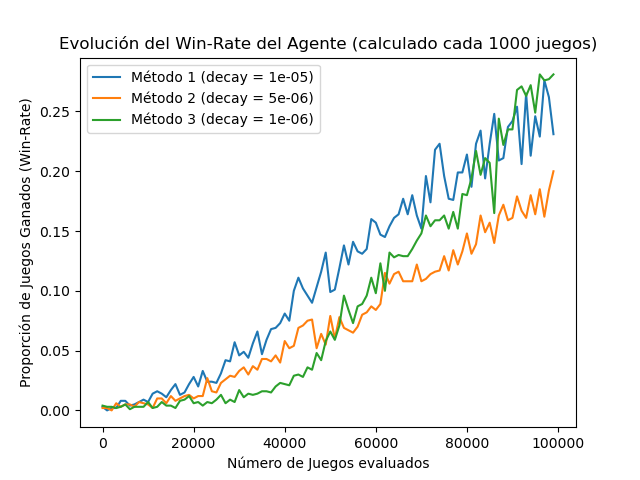 Evolución del Win-Rate del Agente (calculado cada 1000 juegos)
Método 1 (decay = 1e-05)
Método 2 (decay = 5e-06)
Método 3 (decay = 1e-06)
Proporción de Juegos Ganados (Win-Rate)
0.25
0.20
0.15
0.10
0.05
0.00
0 20000 40000 60000 80000 100000
Número de Juegos evaluados